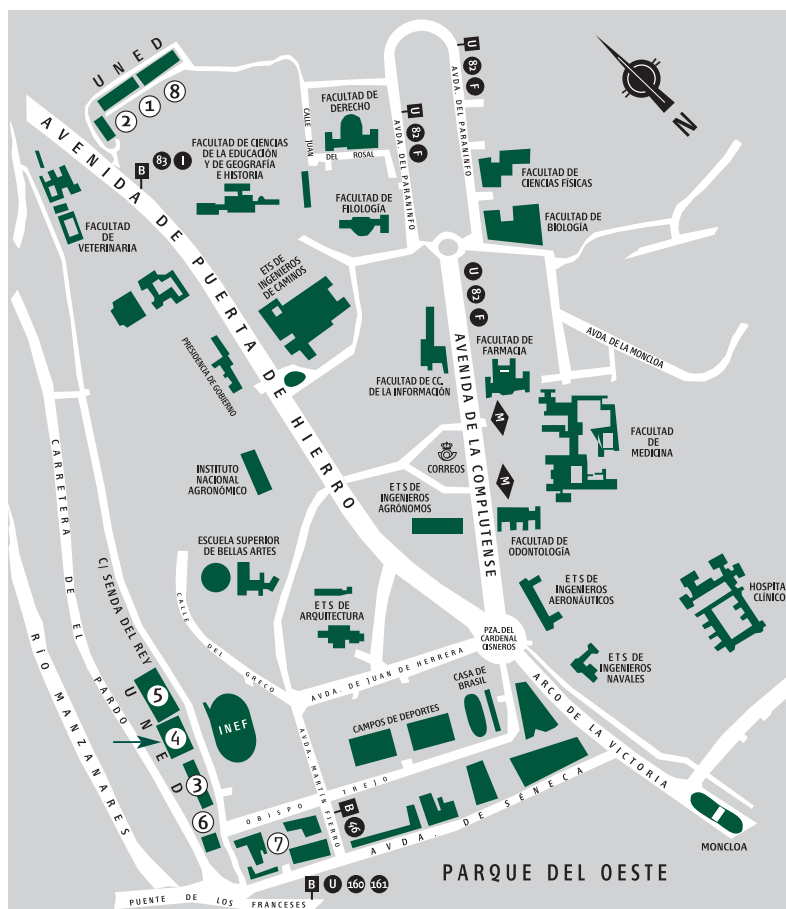 UNED
2
1
8
AVENIDA DE PUERTA DE HIERRO
B
83
I
FACULTAD DE CIENCIAS
DE LA EDUCACIÓN
Y DE GEOGRAFÍA
E HISTORIA
FACULTAD DE
DERECHO
CALLE JUAN
DEL ROSAL
FACULTAD DE
FILOLOGÍA
U
82
F
AVDA. DEL PARANINFO
U
82
F
AVDA. DEL PARANINFO
N
FACULTAD DE
CIENCIAS FÍSICAS
FACULTAD DE
BIOLOGÍA
FACULTAD
DE
VETERINARIA
ETS DE
INGENIEROS
DE CAMINOS
PRESIDENCIA DE GOBIERNO
U
82
F
AVENIDA DE LA COMPLUTENSE
FACULTAD DE
FARMACIA
AVDA. DE LA MONCLOA
FACULTAD DE CC.
DE LA INFORMACIÓN
M
FACULTAD
DE
MEDICINA
CORREOS
M
INSTITUTO
NACIONAL
AGRONÓMICO
E T S DE
INGENIEROS
AGRÓNOMOS
FACULTAD DE
ODONTOLOGÍA
CARRETERA DE EL PARDO
ESCUELA SUPERIOR
DE BELLAS ARTES
C/ SENDA DEL REY
CALLE DEL GRECO
E T S DE
ARQUITECTURA
E T S DE
INGENIEROS
AERONÁUTICOS
HOSPITAL
CLÍNICO
RÍO MANZANARES
PZA. DEL
CARDENAL
CISNEROS
E T S DE
INGENIEROS
NAVALES
AVDA. DE JUAN DE HERRERA
CASA DE
BRASIL
ARCO DE LA VICTORIA
UNED
5
4
3
6
INEF
CAMPOS DE DEPORTES
OBISPO TREJO
AVDA. MARTÍN FIERRO
B
46
7
AVDA. DE SÉNECA
MONCLOA
PARQUE DEL OESTE
B
U
160
161
PUENTE DE LOS FRANCESES